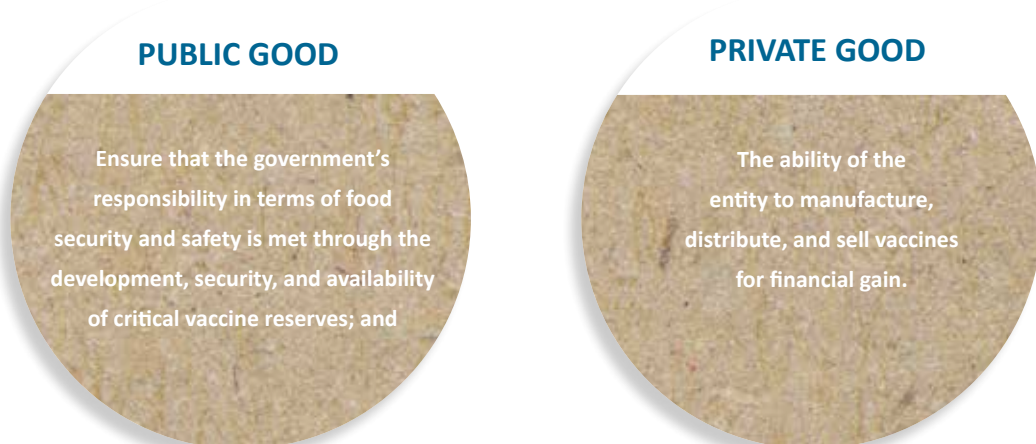 PUBLIC GOOD
Ensure that the government's
responsibility in terms of food
security and safety is met through the
development, security, and availability
of critical vaccine reserves; and
PRIVATE GOOD
The ability of the
entity to manufacture,
distribute, and sell vaccines
for financial gain.